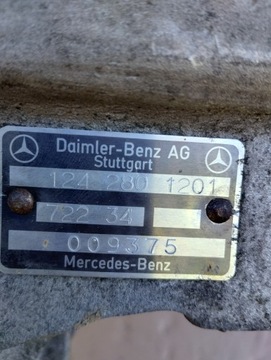 Daimler-Benz AG
Stuttgart
124 280 1201
722 34
009375
Mercedes-Benz